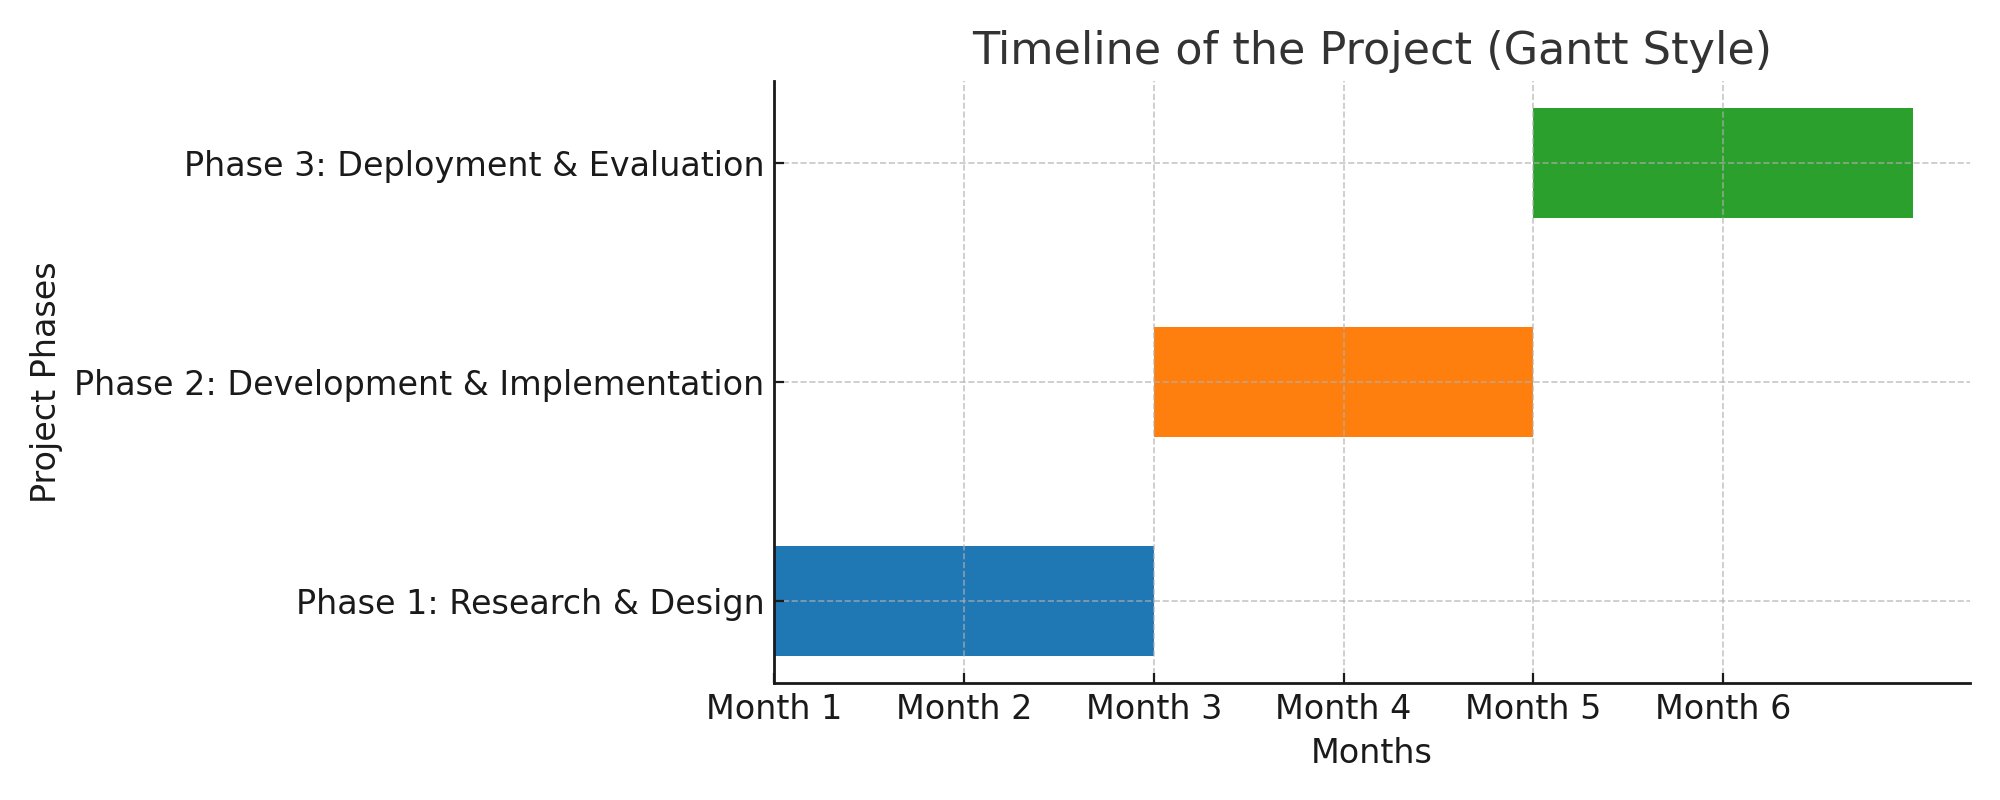 Timeline of the Project (Gantt Style)
Project Phases
Phase 3: Deployment & Evaluation
Phase 2: Development & Implementation
Phase 1: Research & Design
Month 1 Month 2 Month 3 Month 4 Month 5 Month 6
Months